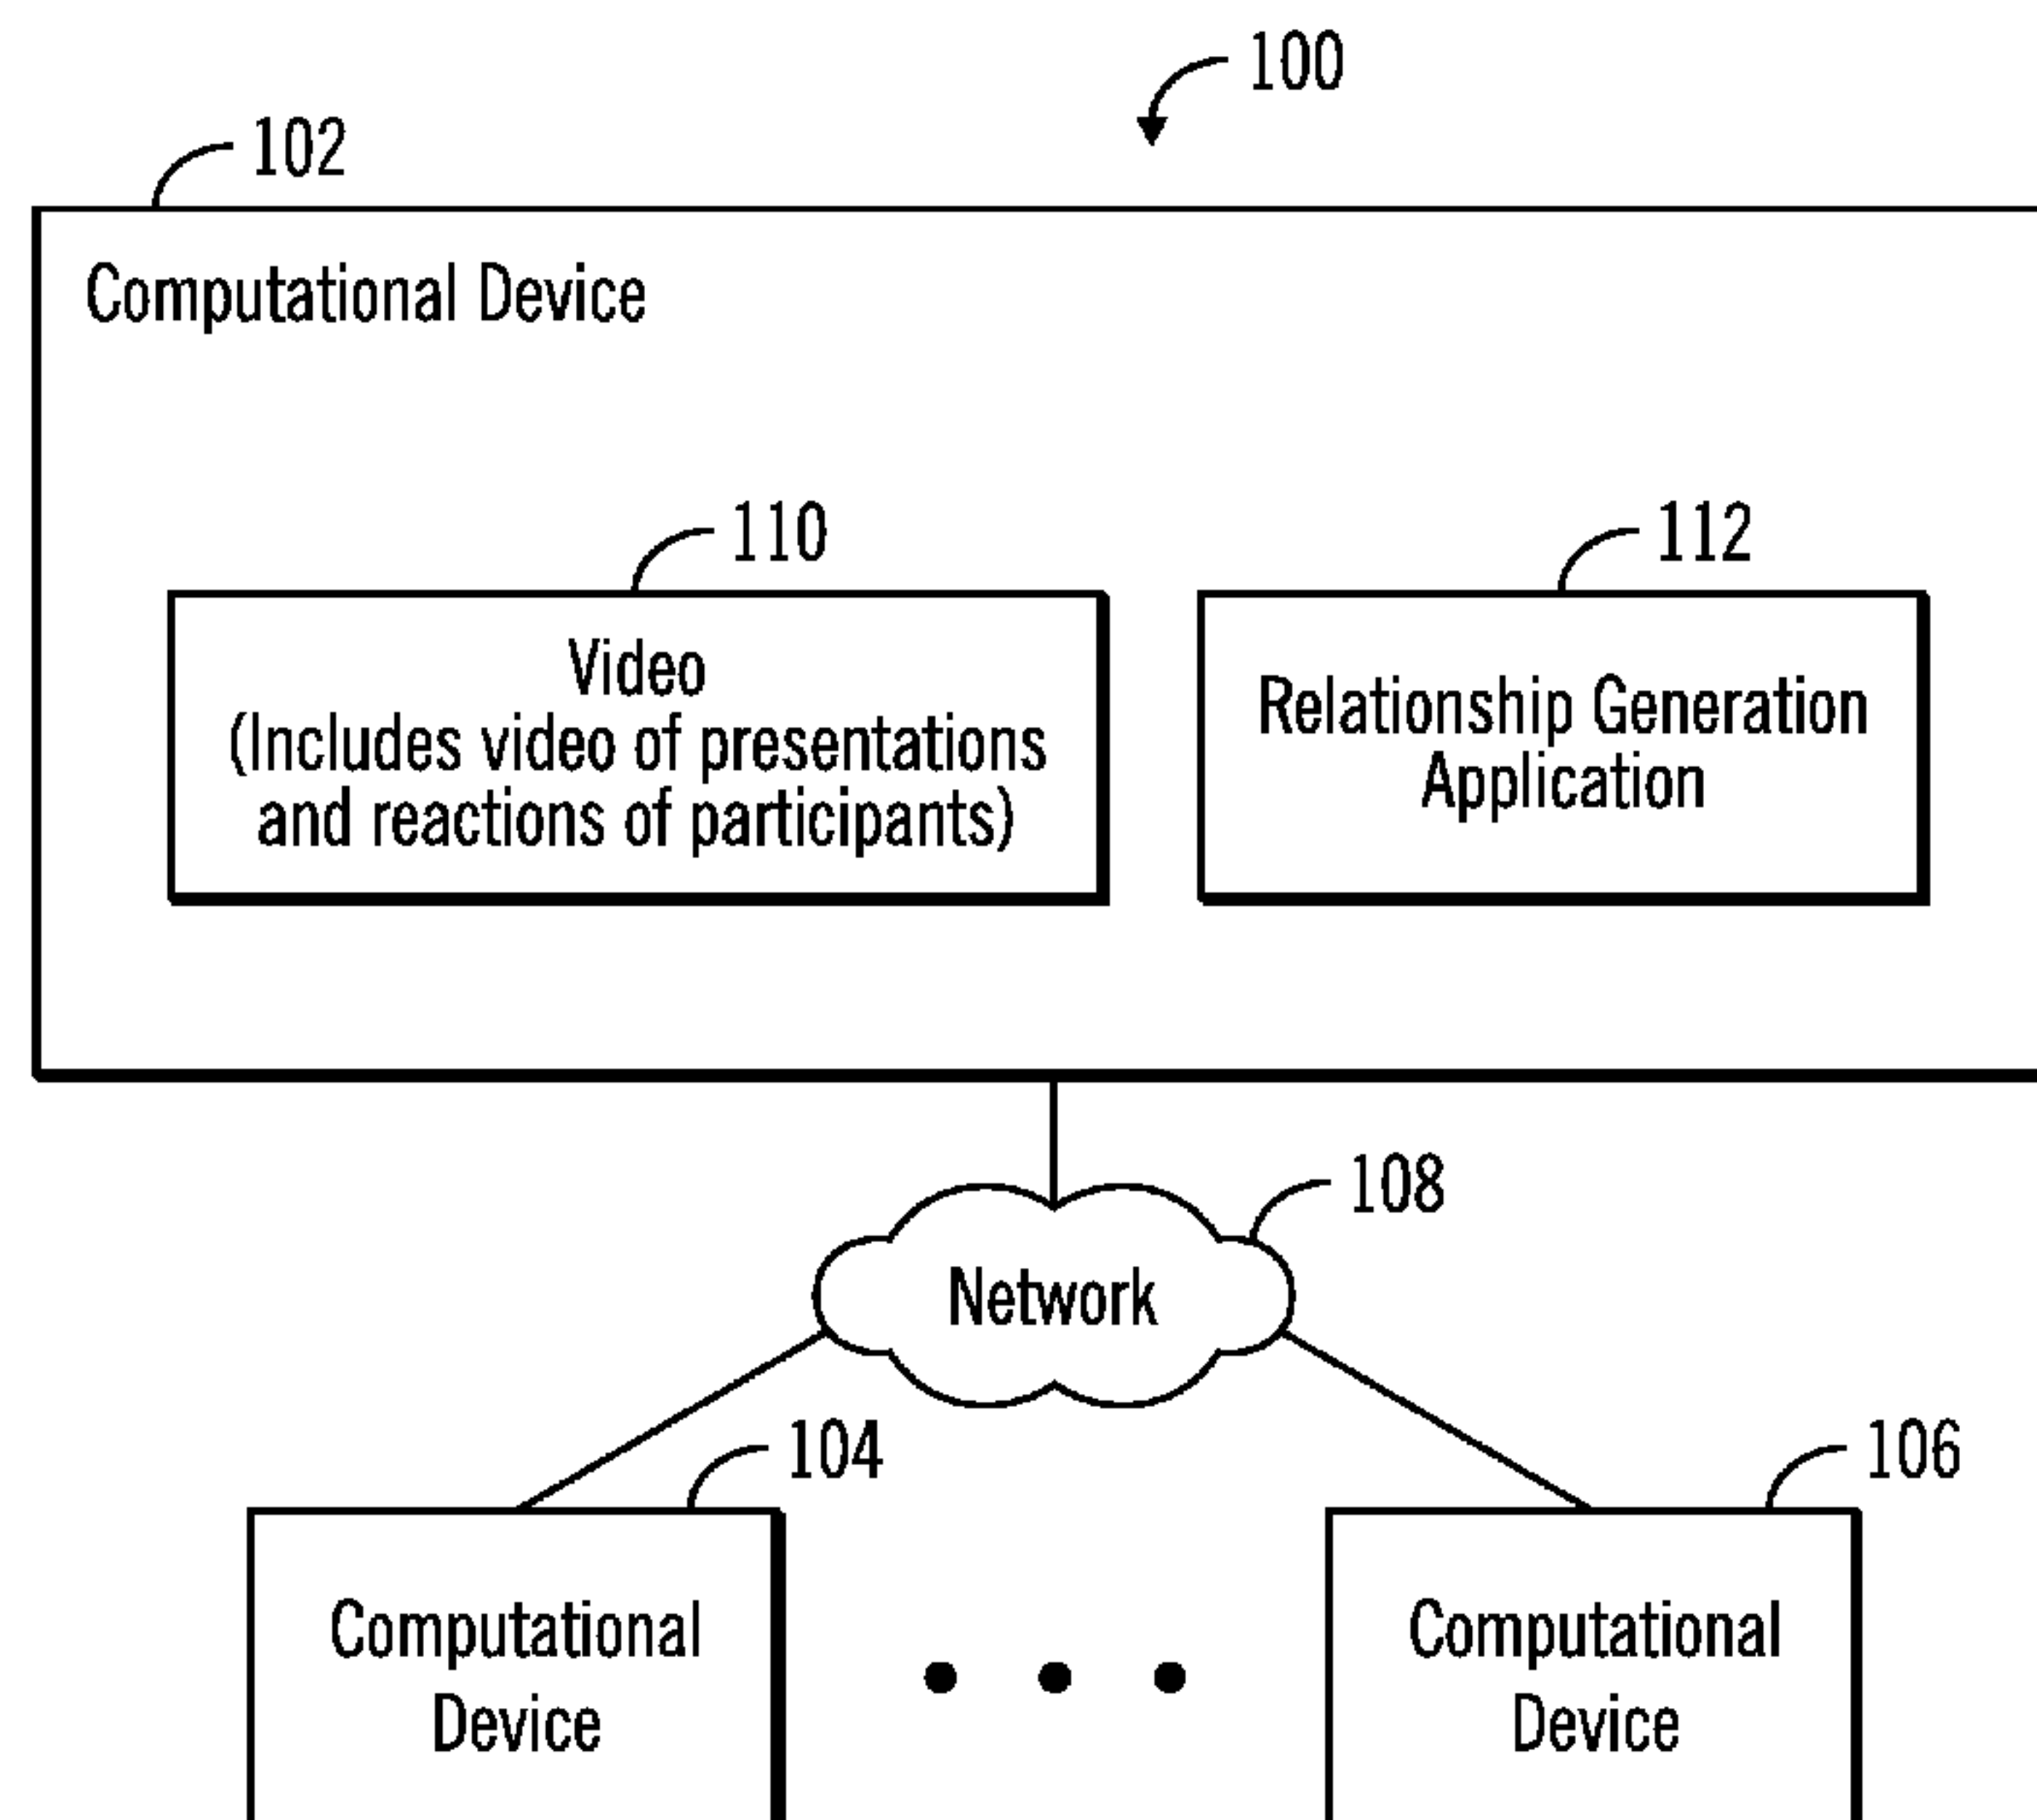 100
102
Computational Device
110
112
Video
(Includes video of presentations
and reactions of participants)
Relationship Generation
Application
108
Network
104
106
Computational
Device
Computational
Device